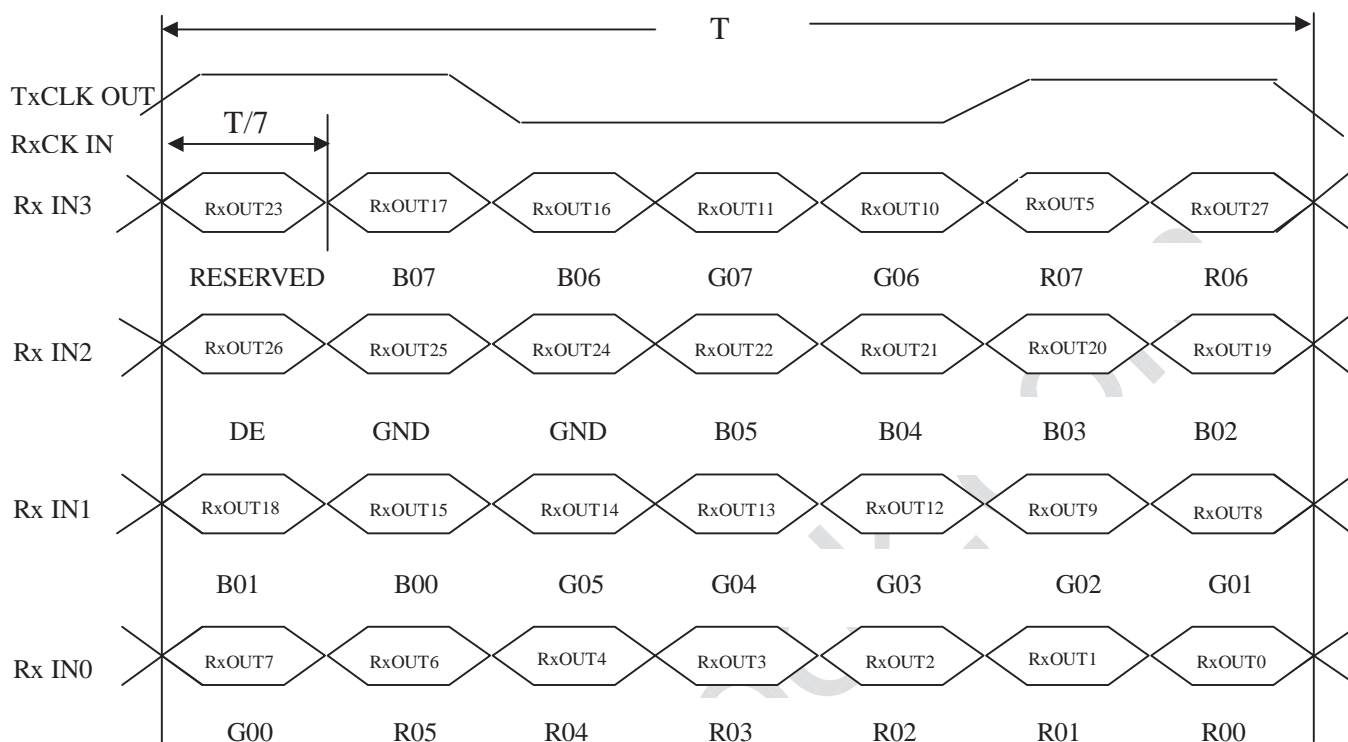 T
TxCLK OUT
T/7
RxCK IN
Rx IN3 RxOUT23 RxOUT17 RxOUT16 RxOUT11 RxOUT10 RxOUT5 RxOUT27
RESERVED B07 B06 G07 G06 R07 R06
Rx IN2 RxOUT26 RxOUT25 RxOUT24 RxOUT22 RxOUT21 RxOUT20 RxOUT19
DE GND GND B05 B04 B03 B02
Rx IN1 RxOUT18 RxOUT15 RxOUT14 RxOUT13 RxOUT12 RxOUT9 RxOUT8
B01 B00 G05 G04 G03 G02 G01
Rx IN0 RxOUT7 RxOUT6 RxOUT4 RxOUT3 RxOUT2 RxOUT1 RxOUT0
G00 R05 R04 R03 R02 R01 R00